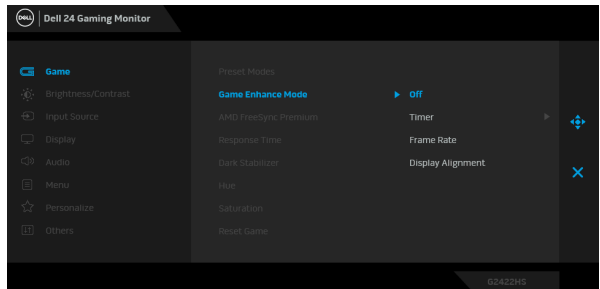 DELL Dell 24 Gaming Monitor
Game
Brightness/Contrast
Input Source
Display
Audio
Menu
Personalize
Others
Preset Modes
Game Enhance Mode
AMD FreeSync Premium
Response Time
Dark Stabilizer
Hue
Saturation
Reset Game
Off
Timer
Frame Rate
Display Alignment
G2422HS